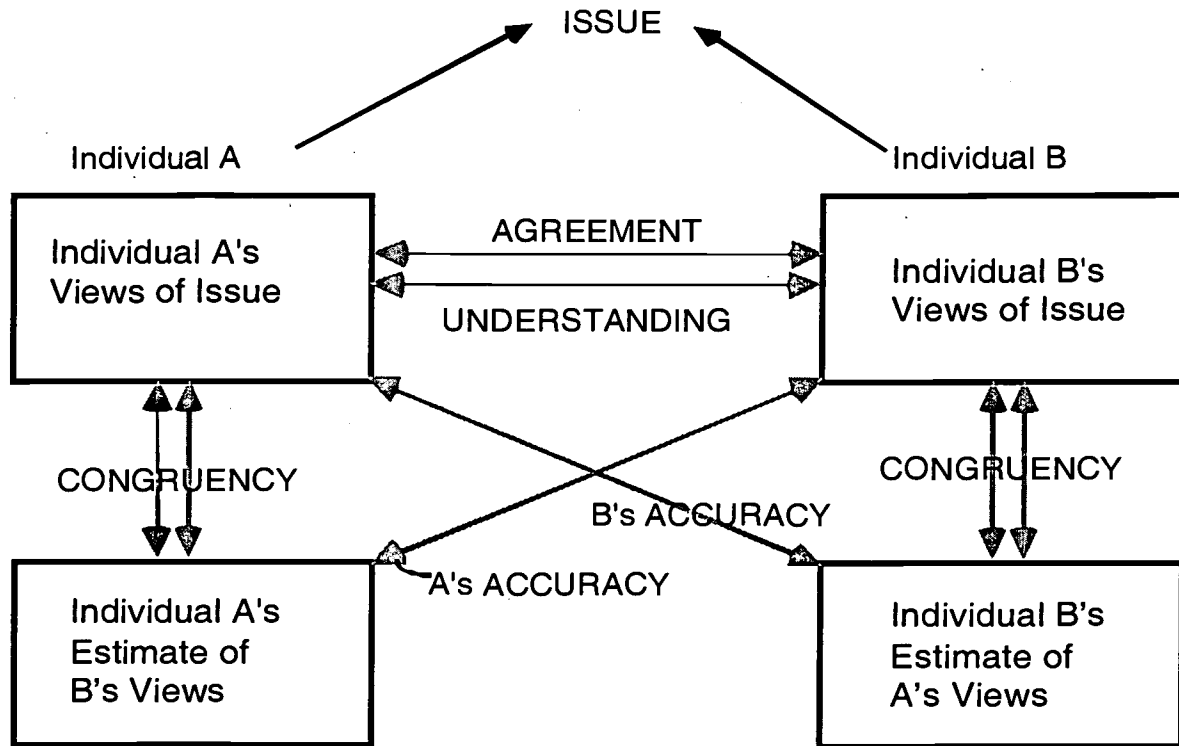 ISSUE
Individual A
Individual B
Individual A's
Views of Issue
AGREEMENT
UNDERSTANDING
Individual B's
Views of Issue
CONGRUENCY
CONGRUENCY
B's ACCURACY
A's ACCURACY
Individual A's
Estimate of
B's Views
Individual B's
Estimate of
A's Views